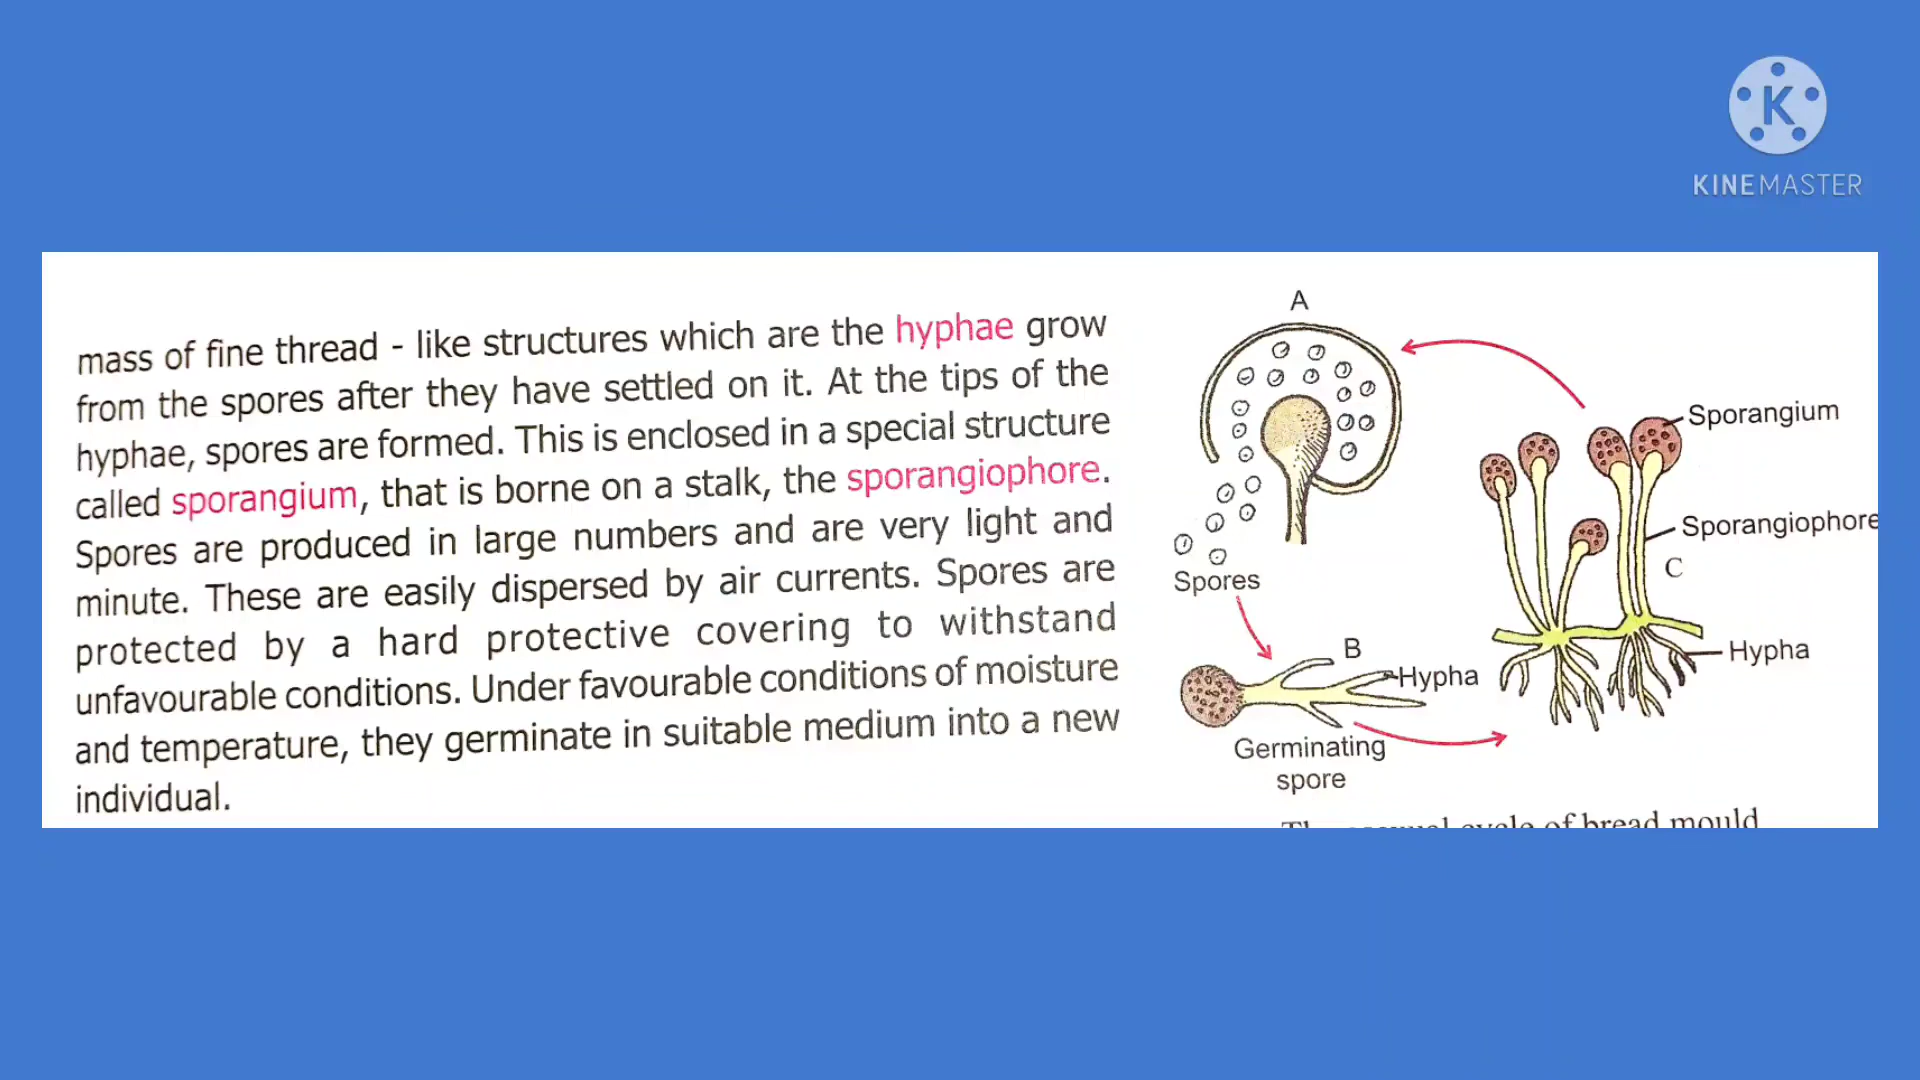 KINEMASTER
mass of fine thread - like structures which are the hyphae grow
from the spores after they have settled on it. At the tips of the
hyphae, spores are formed. This is enclosed in a special structure
called sporangium, that is borne on a stalk, the sporangiophore.
Spores are produced in large numbers and are very light and
minute. These are easily dispersed by air currents. Spores are
protected by a hard protective covering to withstand
unfavourable conditions. Under favourable conditions of moisture
and temperature, they germinate in suitable medium into a new
individual.
A
Sporangium
Sporangiophore
C
Spores
B
Hypha
Hypha
Germinating
spore
cycle of bread mould